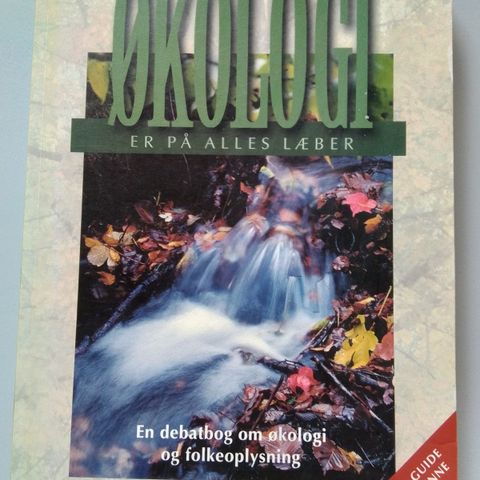 ØKOLOGI
ER PÅ ALLES LÆBER
En debatbog om økologi
og folkeoplysning
GUIDE